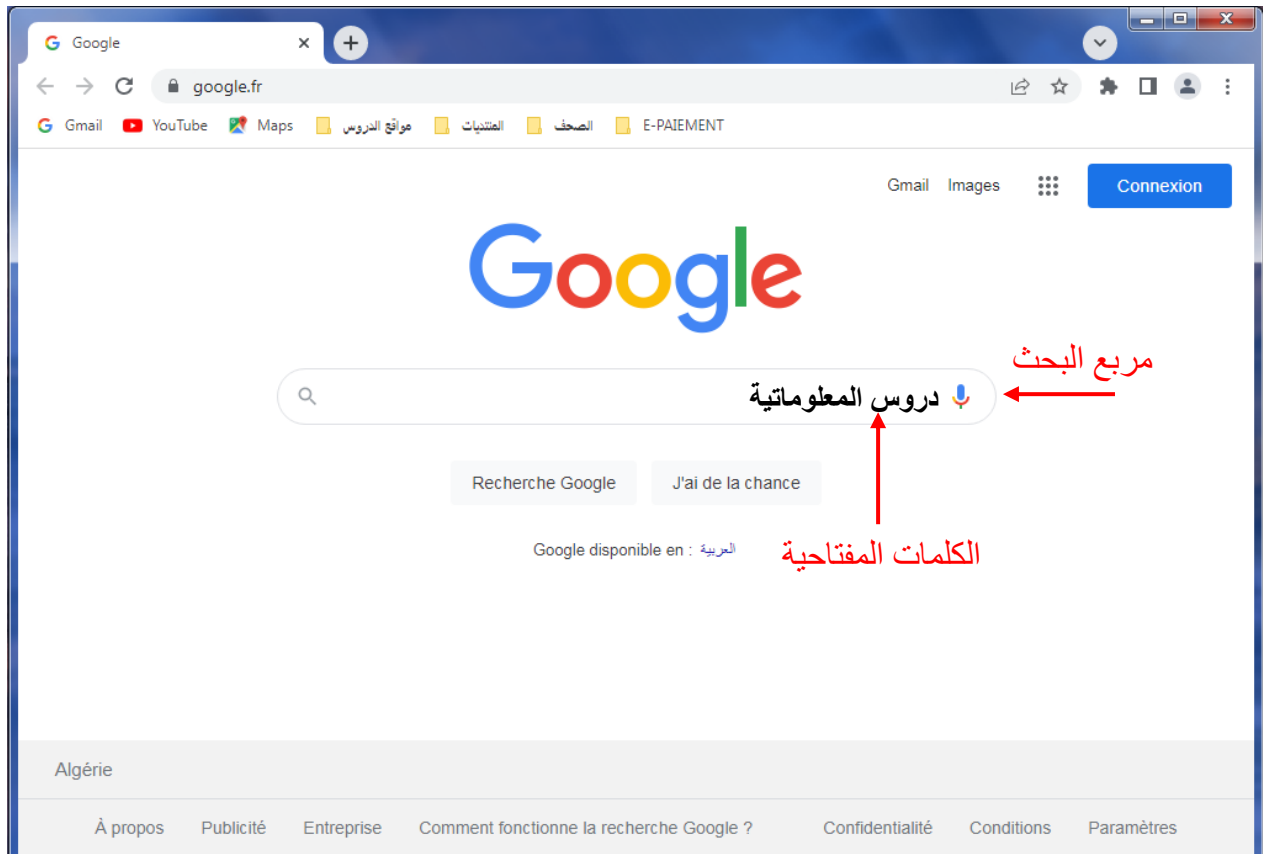 Google
google.fr
Gmail YouTube Maps مواقع الدروس المنتديات الصحف E-PAIEMENT
Gmail Images Connexion
Google
مربع البحث
دروس المعلوماتية
Recherche Google J'ai de la chance
Google disponible en : العربية
الكلمات المفتاحية
Algérie
À propos Publicité Entreprise Comment fonctionne la recherche Google ? Confidentialité Conditions Paramètres